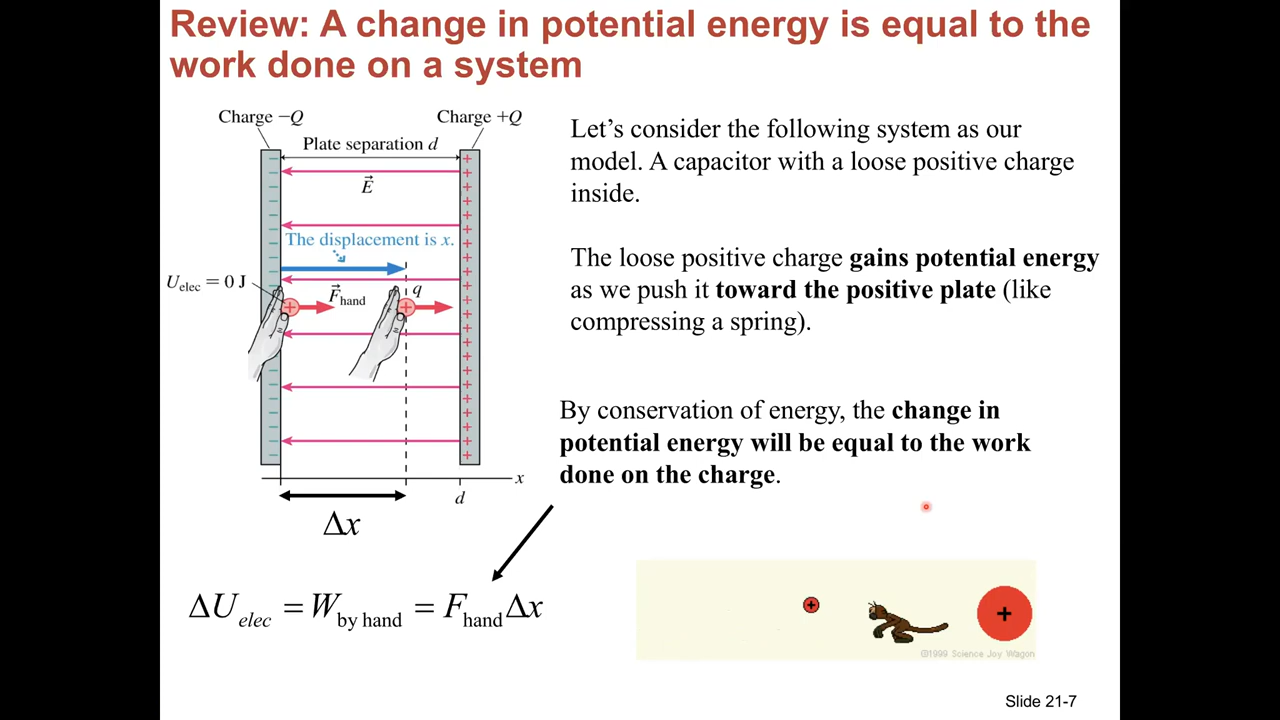 Review: A change in potential energy is equal to the
work done on a system
Charge −Q
Charge +Q
Plate separation d
E⃗
The displacement is x.
U_elec = 0 J
F⃗_hand
q
x
d
Δx
Let’s consider the following system as our
model. A capacitor with a loose positive charge
inside.
The loose positive charge gains potential energy
as we push it toward the positive plate (like
compressing a spring).
By conservation of energy, the change in
potential energy will be equal to the work
done on the charge.
ΔU_elec = W_by hand = F_hand Δx
©1999 Science Joy Wagon
Slide 21-7